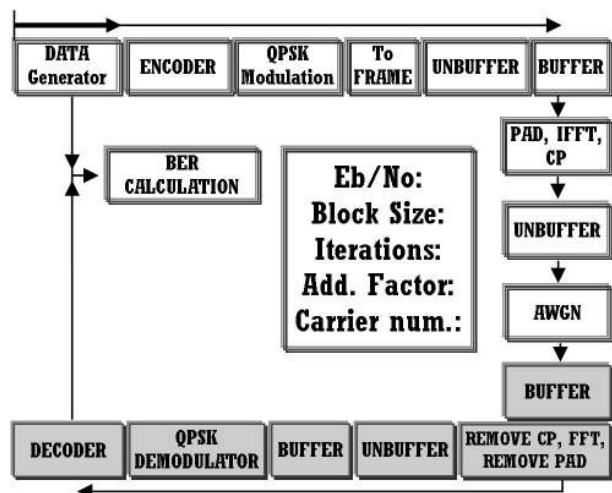 DATA
Generator
ENCODER
QPSK
Modulation
To
FRAME
UNBUFFER
BUFFER
PAD, IFFT,
CP
BER
CALCULATION
Eb/No:
Block Size:
Iterations:
Add. Factor:
Carrier num.:
UNBUFFER
AWGN
BUFFER
DECODER
QPSK
DEMODULATOR
BUFFER
UNBUFFER
REMOVE CP, FFT,
REMOVE PAD